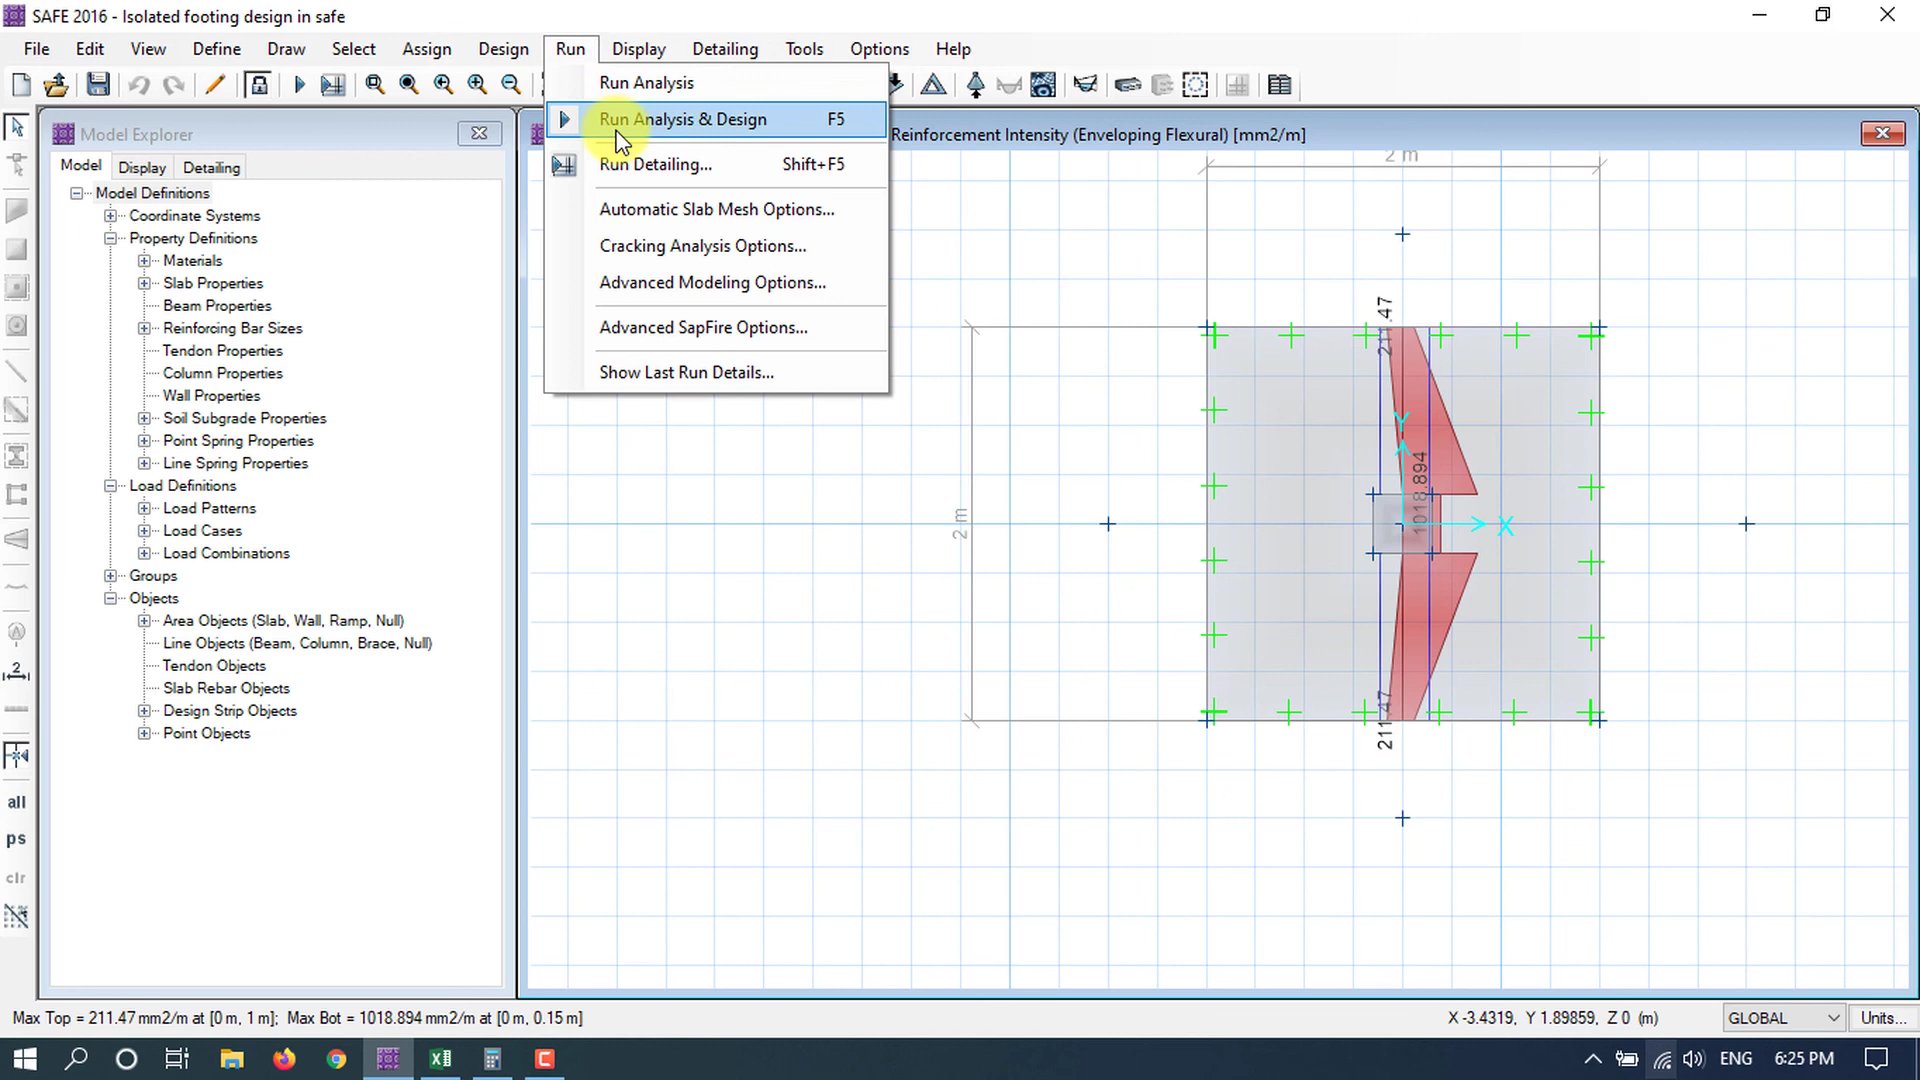 SAFE 2016 - Isolated footing design in safe
File Edit View Define Draw Select Assign Design Run Display Detailing Tools Options Help
Run Analysis
Run Analysis & Design F5
Run Detailing... Shift+F5
Automatic Slab Mesh Options...
Cracking Analysis Options...
Advanced Modeling Options...
Advanced SapFire Options...
Show Last Run Details...
Model Explorer
Model Display Detailing
Model Definitions
Coordinate Systems
Property Definitions
Materials
Slab Properties
Beam Properties
Reinforcing Bar Sizes
Tendon Properties
Column Properties
Wall Properties
Soil Subgrade Properties
Point Spring Properties
Line Spring Properties
Load Definitions
Load Patterns
Load Cases
Load Combinations
Groups
Objects
Area Objects (Slab, Wall, Ramp, Null)
Line Objects (Beam, Column, Brace, Null)
Tendon Objects
Slab Rebar Objects
Design Strip Objects
Point Objects
all
ps
clr
Reinforcement Intensity (Enveloping Flexural) [mm2/m]
2 m
2 m
211.47
1018.894
211.47
Y
X
Max Top = 211.47 mm2/m at [0 m, 1 m]; Max Bot = 1018.894 mm2/m at [0 m, 0.15 m]
X -3.4319, Y 1.89859, Z 0 (m)
GLOBAL
Units...
ENG 6:25 PM